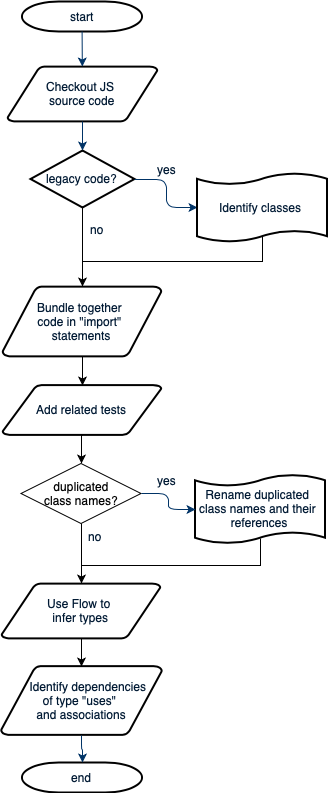 start
Checkout JS
source code
legacy code?
yes
Identify classes
no
Bundle together
code in "import"
statements
Add related tests
duplicated
class names?
yes
Rename duplicated
class names and their
references
no
Use Flow to
infer types
Identify dependencies
of type "uses"
and associations
end